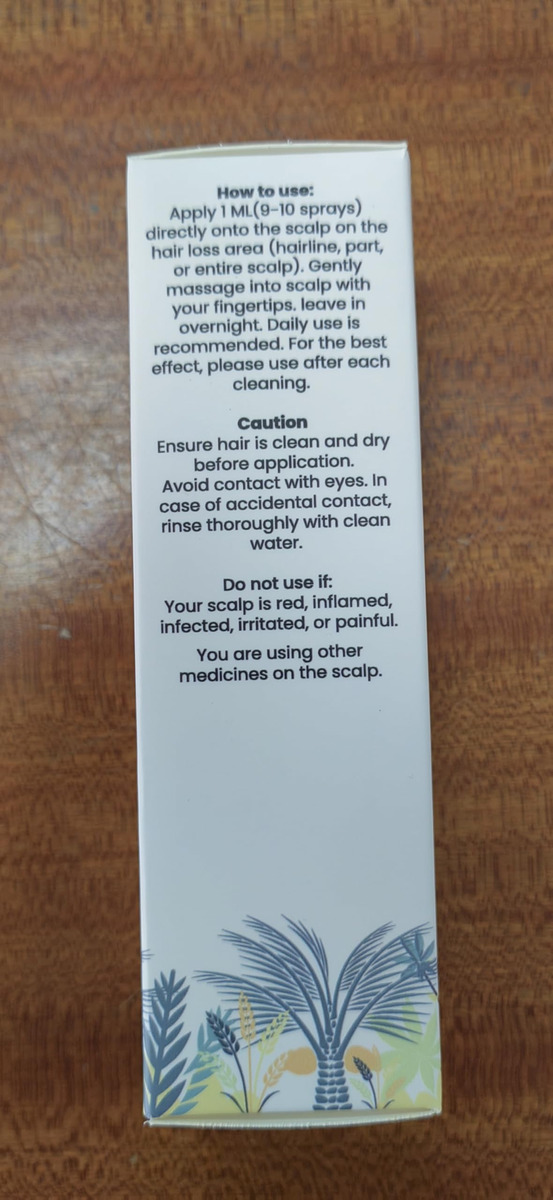 How to use:
Apply 1 ML(9-10 sprays)
directly onto the scalp on the
hair loss area (hairline, part,
or entire scalp). Gently
massage into scalp with
your fingertips. leave in
overnight. Daily use is
recommended. For the best
effect, please use after each
cleaning.
Caution
Ensure hair is clean and dry
before application.
Avoid contact with eyes. In
case of accidental contact,
rinse thoroughly with clean
water.
Do not use if:
Your scalp is red, inflamed,
infected, irritated, or painful.
You are using other
medicines on the scalp.